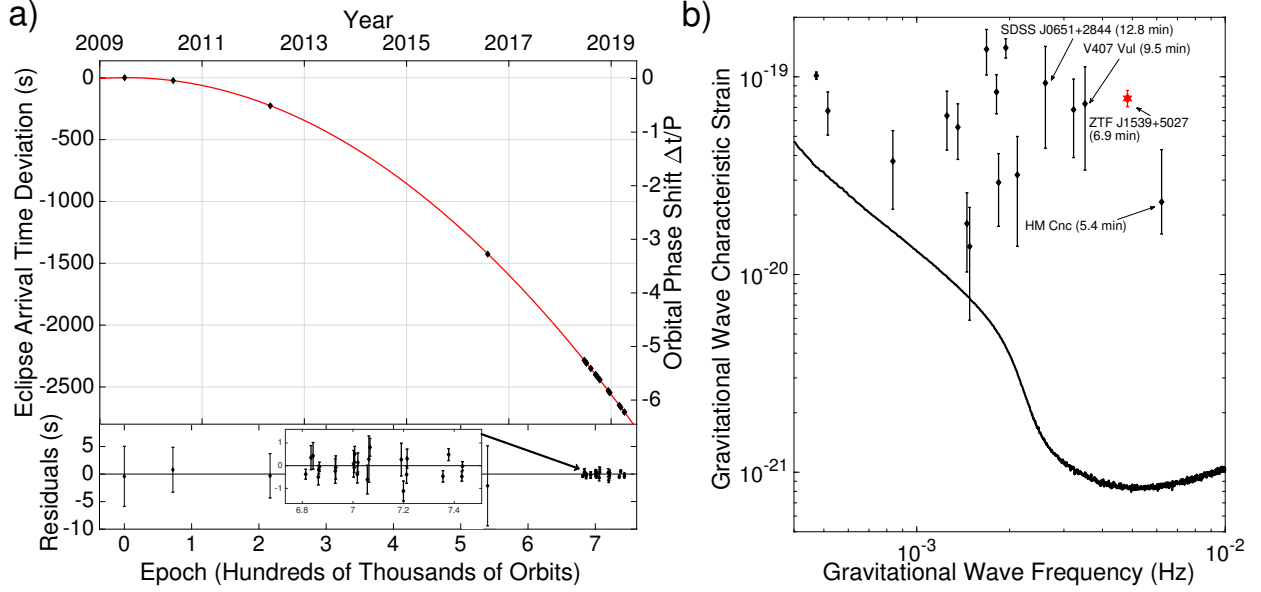 a)
Year
2009 2011 2013 2015 2017 2019
Eclipse Arrival Time Deviation (s)
0
-500
-1000
-1500
-2000
-2500
Orbital Phase Shift Δt/P
0
-1
-2
-3
-4
-5
-6
Residuals (s)
5
0
-5
-10
1
0
-1
6.8 7 7.2 7.4
0 1 2 3 4 5 6 7
Epoch (Hundreds of Thousands of Orbits)
b)
Gravitational Wave Characteristic Strain
10-19
10-20
10-21
SDSS J0651+2844 (12.8 min)
V407 Vul (9.5 min)
ZTF J1539+5027
(6.9 min)
HM Cnc (5.4 min)
10-3 10-2
Gravitational Wave Frequency (Hz)